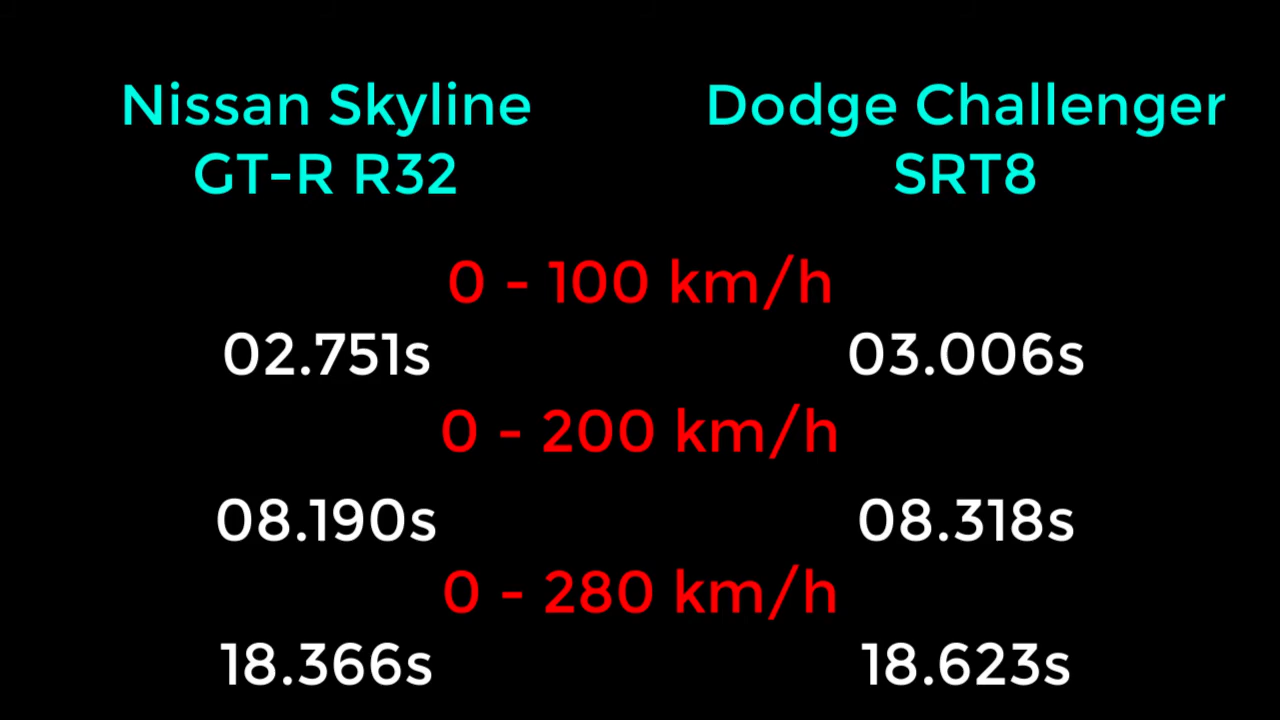 Nissan Skyline
GT-R R32
Dodge Challenger
SRT8
0 - 100 km/h
02.751s
03.006s
0 - 200 km/h
08.190s
08.318s
0 - 280 km/h
18.366s
18.623s